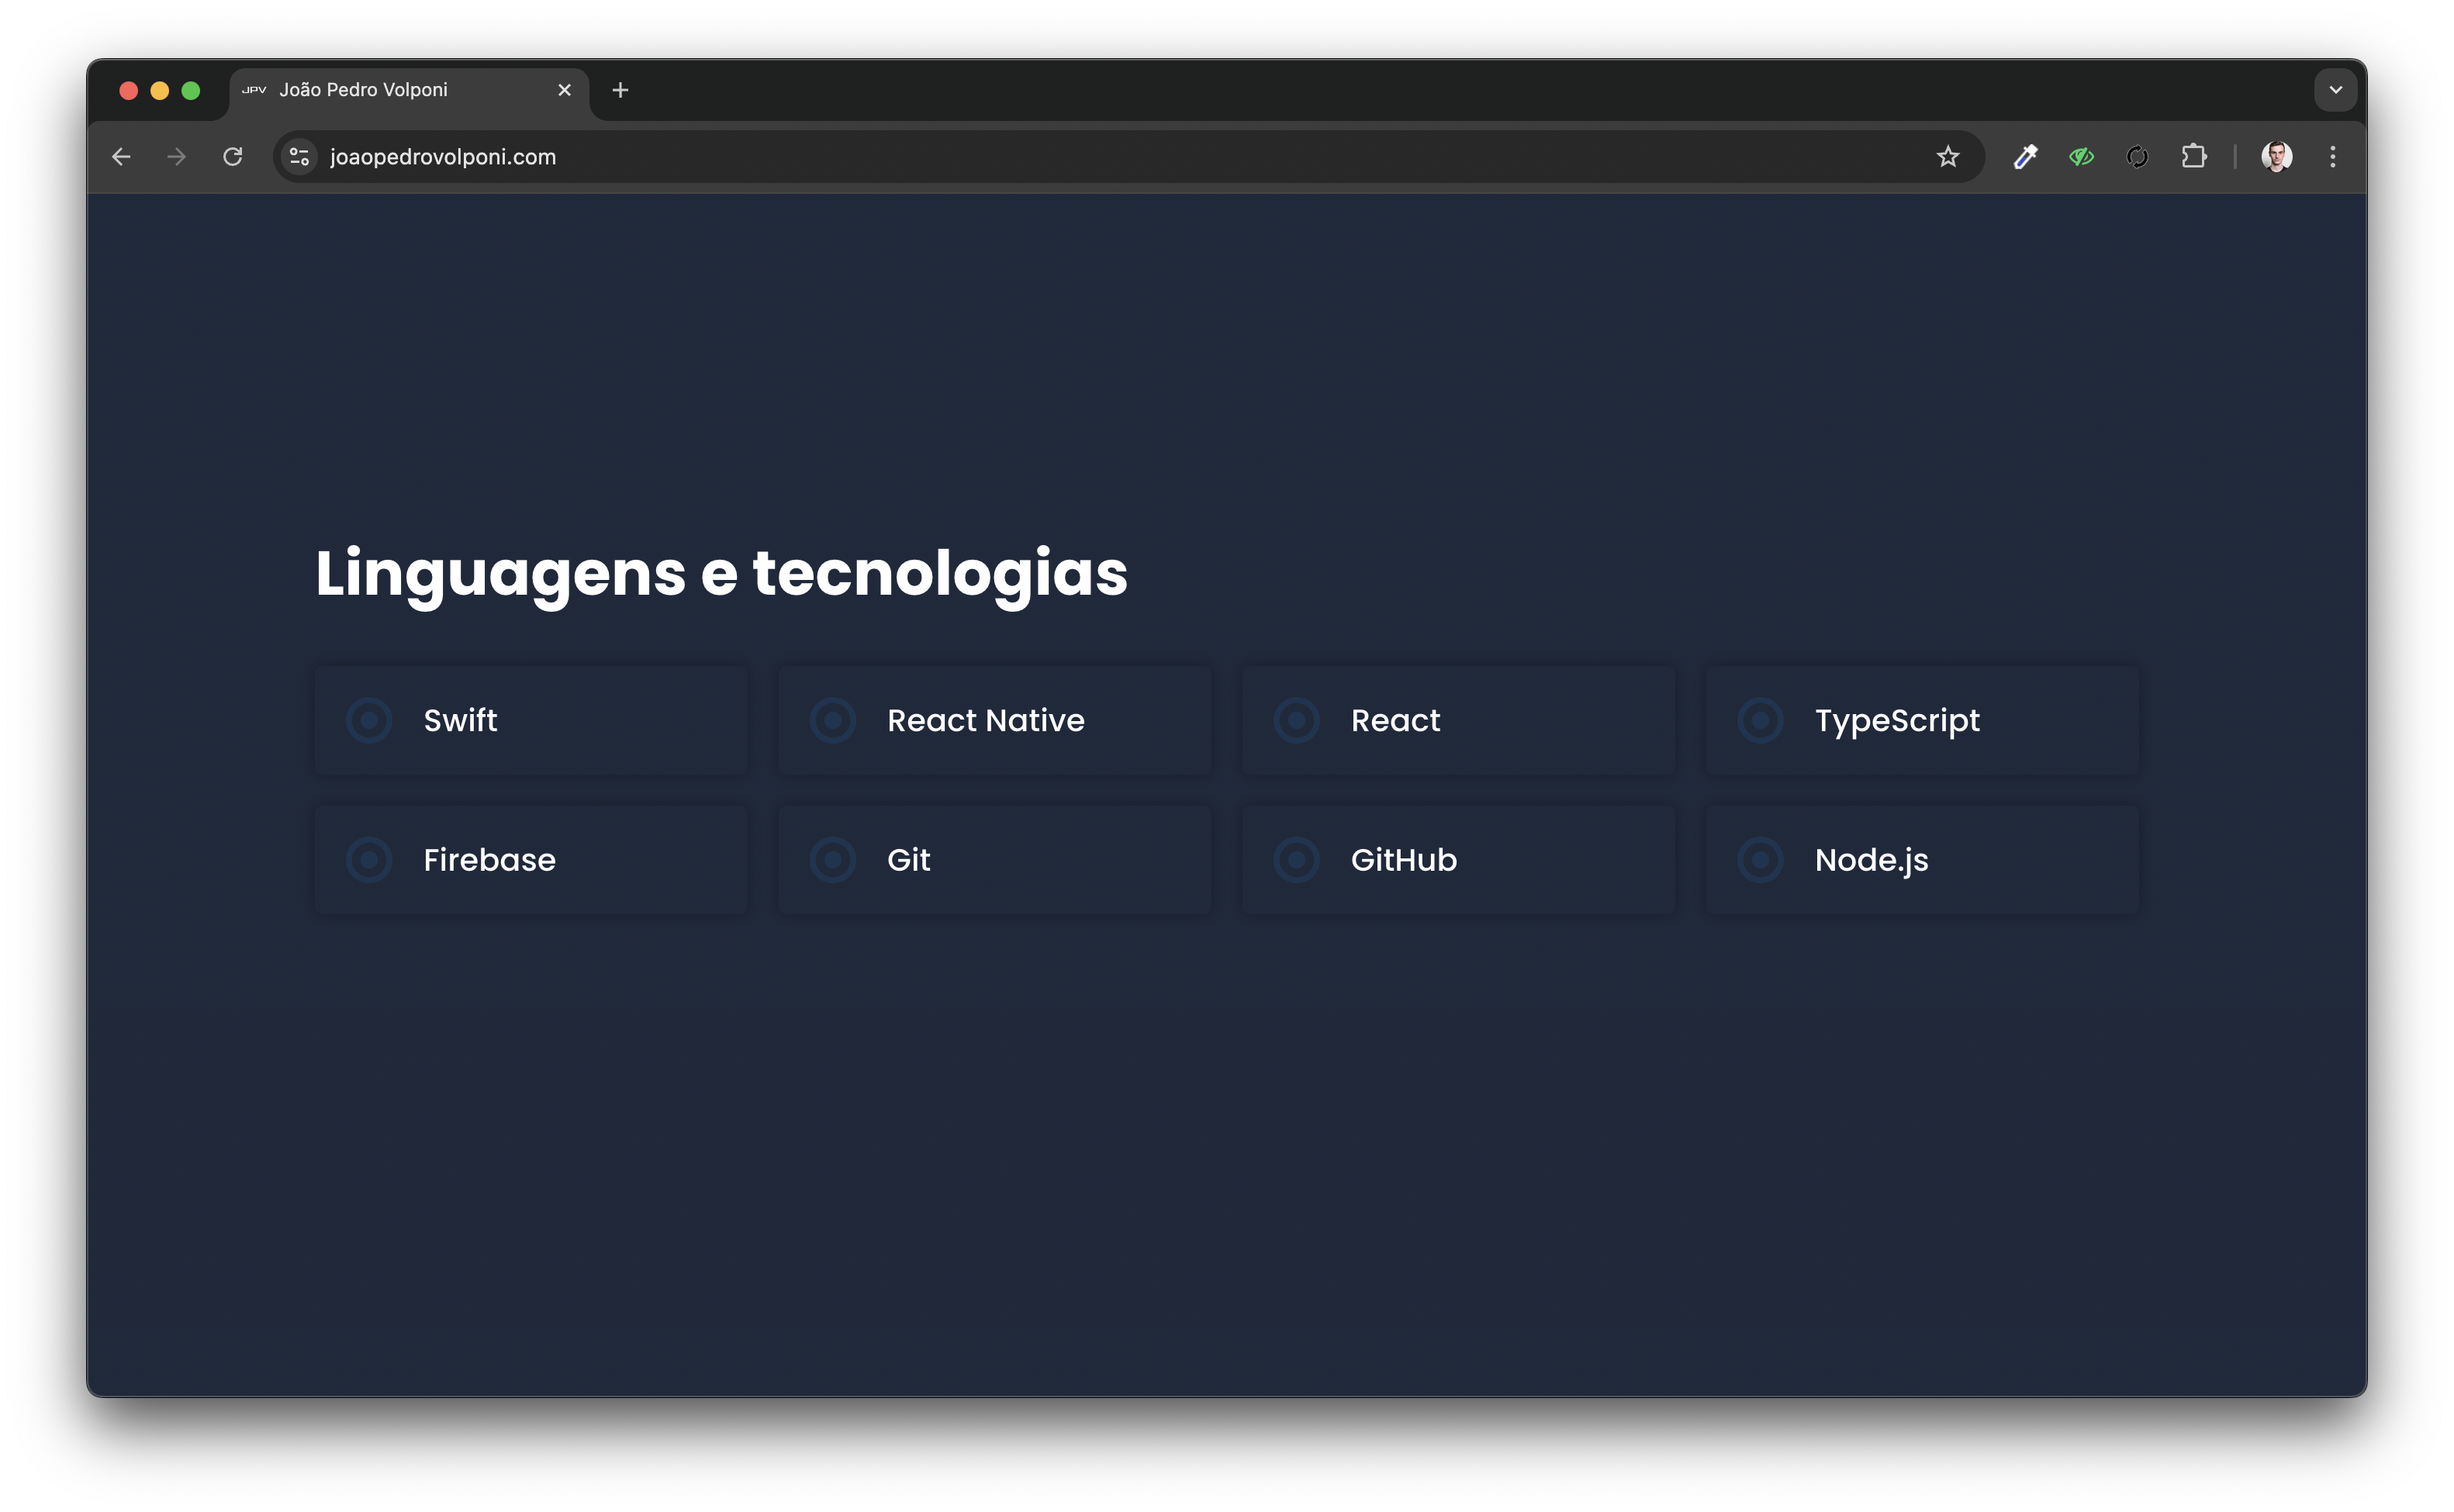 JPV João Pedro Volponi
joaopedrovolponi.com
Linguagens e tecnologias
Swift
React Native
React
TypeScript
Firebase
Git
GitHub
Node.js